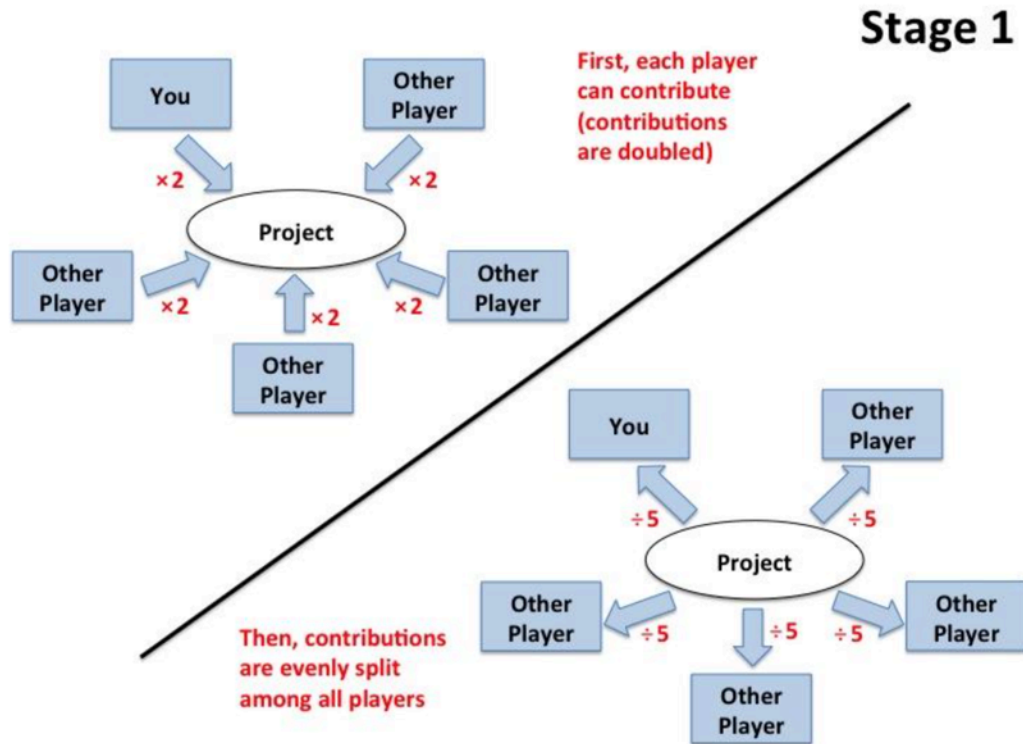 Stage 1
First, each player
can contribute
(contributions
are doubled)
You
Other
Player
×2
×2
Project
Other
Player
×2
×2
×2
Other
Player
Other
Player
You
Other
Player
÷5
÷5
Project
Other
Player
÷5
÷5
÷5
Other
Player
Other
Player
Then, contributions
are evenly split
among all players